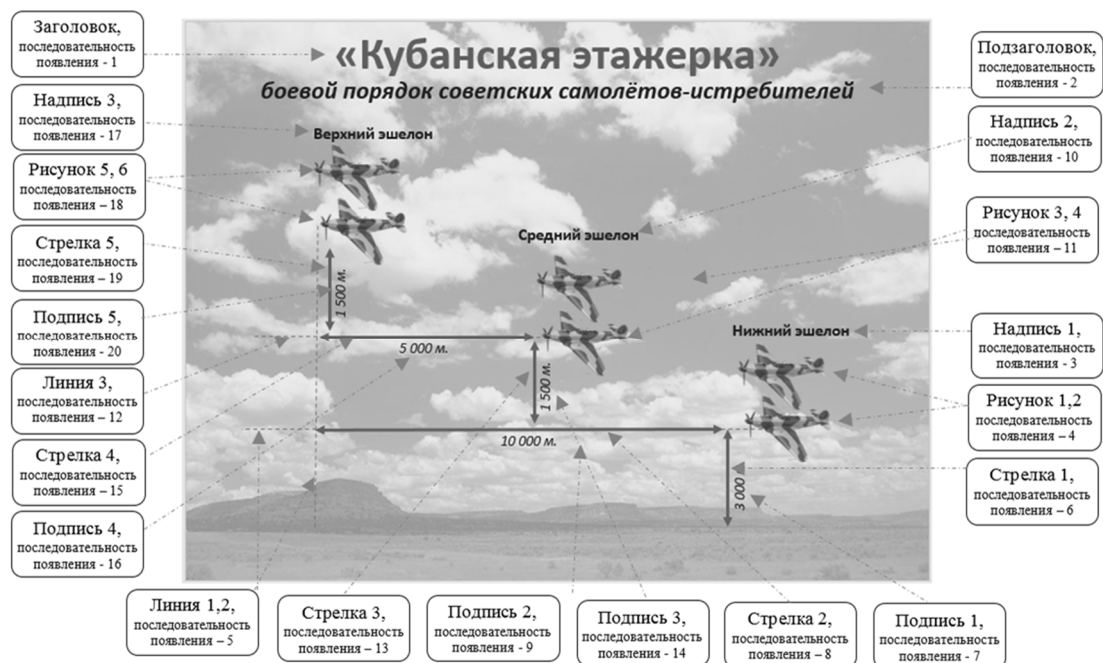 Заголовок,
последовательность
появления - 1
Надпись 3,
последовательность
появления - 17
Рисунок 5, 6
последовательность
появления – 18
Стрелка 5,
последовательность
появления – 19
Подпись 5,
последовательность
появления - 20
Линия 3,
последовательность
появления – 12
Стрелка 4,
последовательность
появления – 15
Подпись 4,
последовательность
появления - 16
«Кубанская этажерка»
боевой порядок советских самолётов-истребителей
Верхний эшелон
Средний эшелон
Нижний эшелон
1 500 м.
5 000 м.
1 500 м.
10 000 м.
3 000
Подзаголовок,
последовательность
появления - 2
Надпись 2,
последовательность
появления - 10
Рисунок 3, 4
последовательность
появления – 11
Надпись 1,
последовательность
появления - 3
Рисунок 1,2
последовательность
появления – 4
Стрелка 1,
последовательность
появления – 6
Линия 1,2,
последовательность
появления – 5
Стрелка 3,
последовательность
появления – 13
Подпись 2,
последовательность
появления - 9
Подпись 3,
последовательность
появления - 14
Стрелка 2,
последовательность
появления – 8
Подпись 1,
последовательность
появления - 7